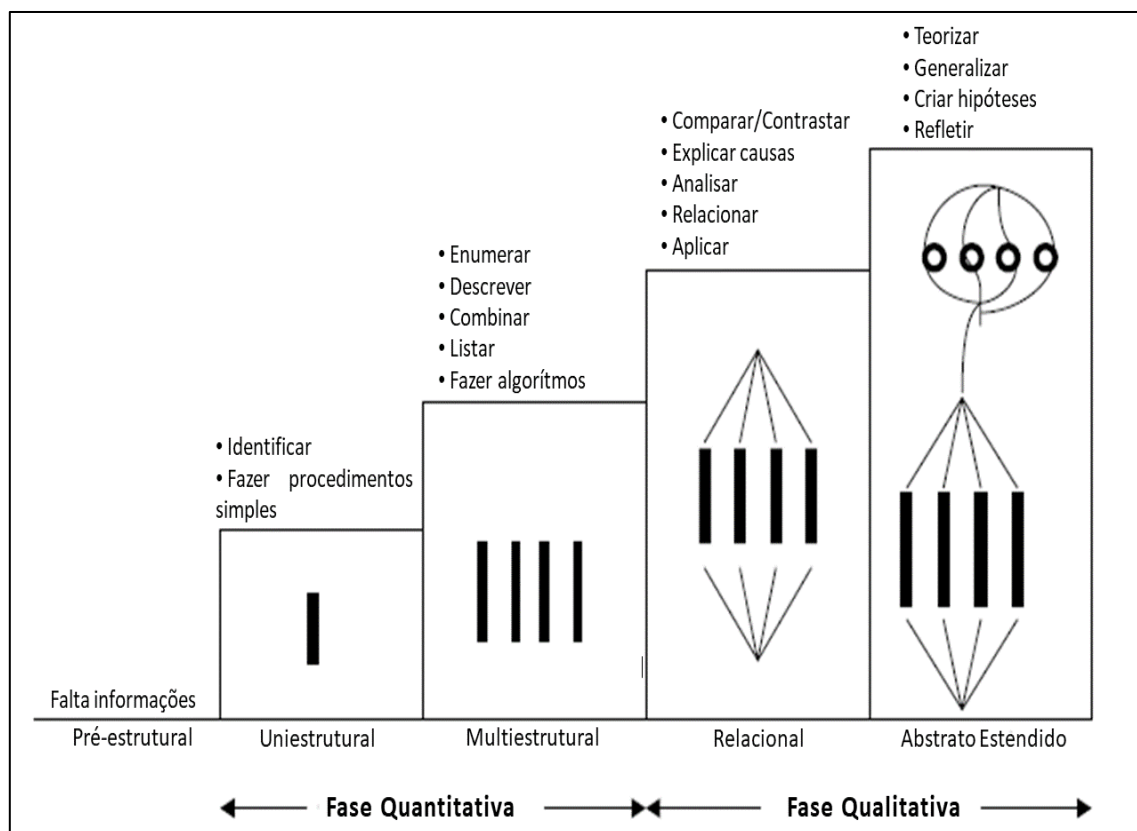 • Teorizar
• Generalizar
• Criar hipóteses
• Refletir
• Comparar/Contrastar
• Explicar causas
• Analisar
• Relacionar
• Aplicar
• Enumerar
• Descrever
• Combinar
• Listar
• Fazer algorítmos
• Identificar
• Fazer procedimentos
simples
Falta informações
Pré-estrutural
Uniestrutural
Multiestrutural
Relacional
Abstrato Estendido
Fase Quantitativa
Fase Qualitativa